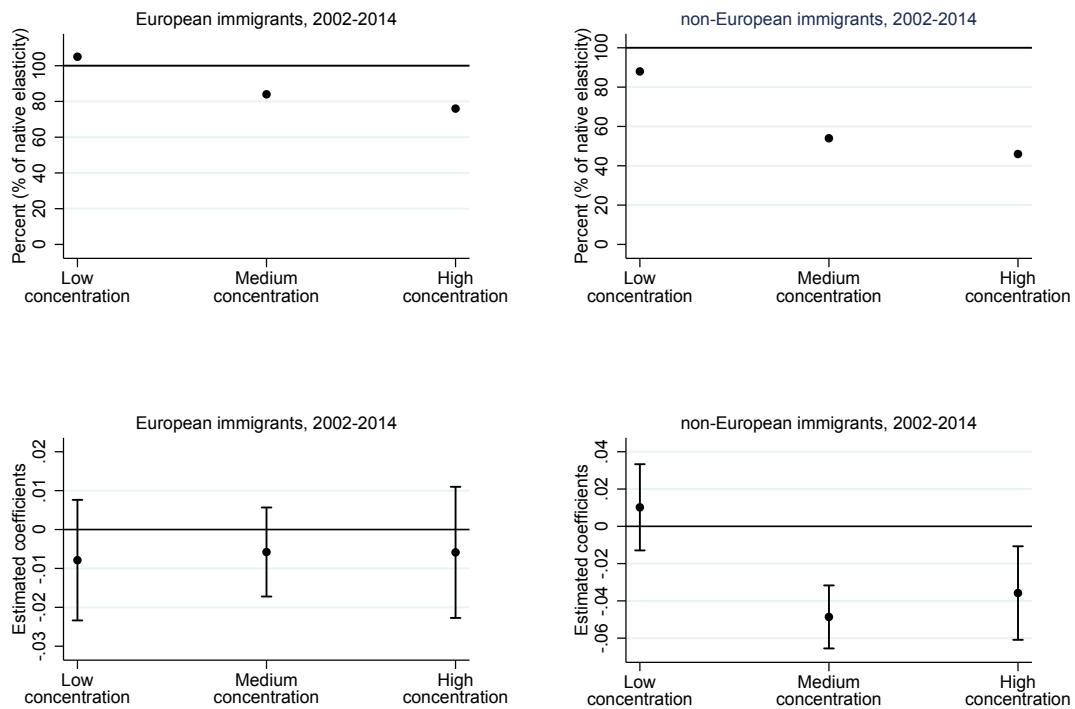 European immigrants, 2002-2014
Percent (% of native elasticity)
100
80
60
40
20
0
Low
concentration
Medium
concentration
High
concentration
non-European immigrants, 2002-2014
Percent (% of native elasticity)
100
80
60
40
20
0
Low
concentration
Medium
concentration
High
concentration
European immigrants, 2002-2014
Estimated coefficients
.02
.01
0
-.01
-.02
-.03
Low
concentration
Medium
concentration
High
concentration
non-European immigrants, 2002-2014
Estimated coefficients
.04
.02
0
-.02
-.04
-.06
Low
concentration
Medium
concentration
High
concentration